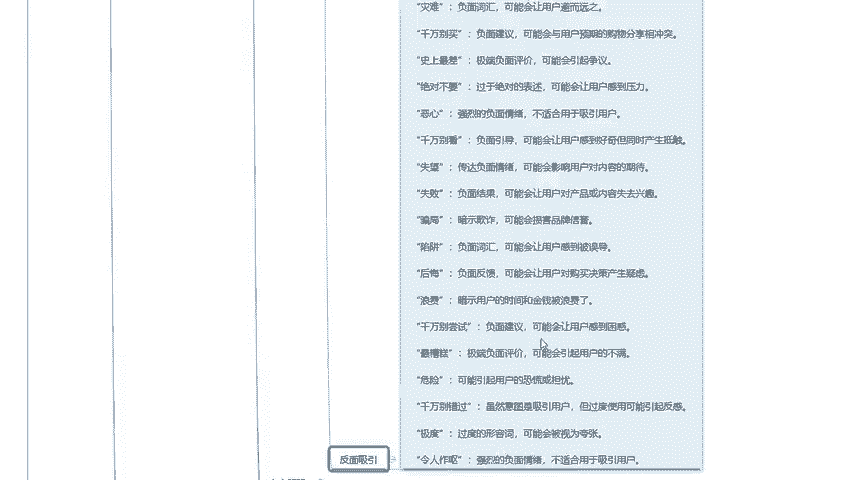 “灾难”：负面词汇，可能会让用户避而远之。
“千万别买”：负面建议，可能会与用户预期的购物分享相冲突。
“史上最差”：极端负面评价，可能会引起争议。
“绝对不要”：过于绝对的表述，可能会让用户感到压力。
“恶心”：强烈的负面情绪，不适合用于吸引用户。
“千万别看”：负面引导，可能会让用户感到好奇但同时产生抵触。
“失望”：传达负面情绪，可能会影响用户对内容的期待。
“失败”：负面结果，可能会让用户对产品或内容失去兴趣。
“骗局”：暗示欺诈，可能会损害品牌信誉。
“陷阱”：负面词汇，可能会让用户感到被误导。
“后悔”：负面反馈，可能会让用户对购买决策产生疑虑。
“浪费”：暗示用户的时间和金钱被浪费了。
“千万别尝试”：负面建议，可能会让用户感到困惑。
“最糟糕”：极端负面评价，可能会引起用户的不满。
“危险”：可能引起用户的恐慌或担忧。
“千万别错过”：虽然意图是吸引用户，但过度使用可能引起反感。
“极度”：过度的形容词，可能会被视为夸张。
反面吸引
“令人作呕”：强烈的负面情绪，不适合用于吸引用户。